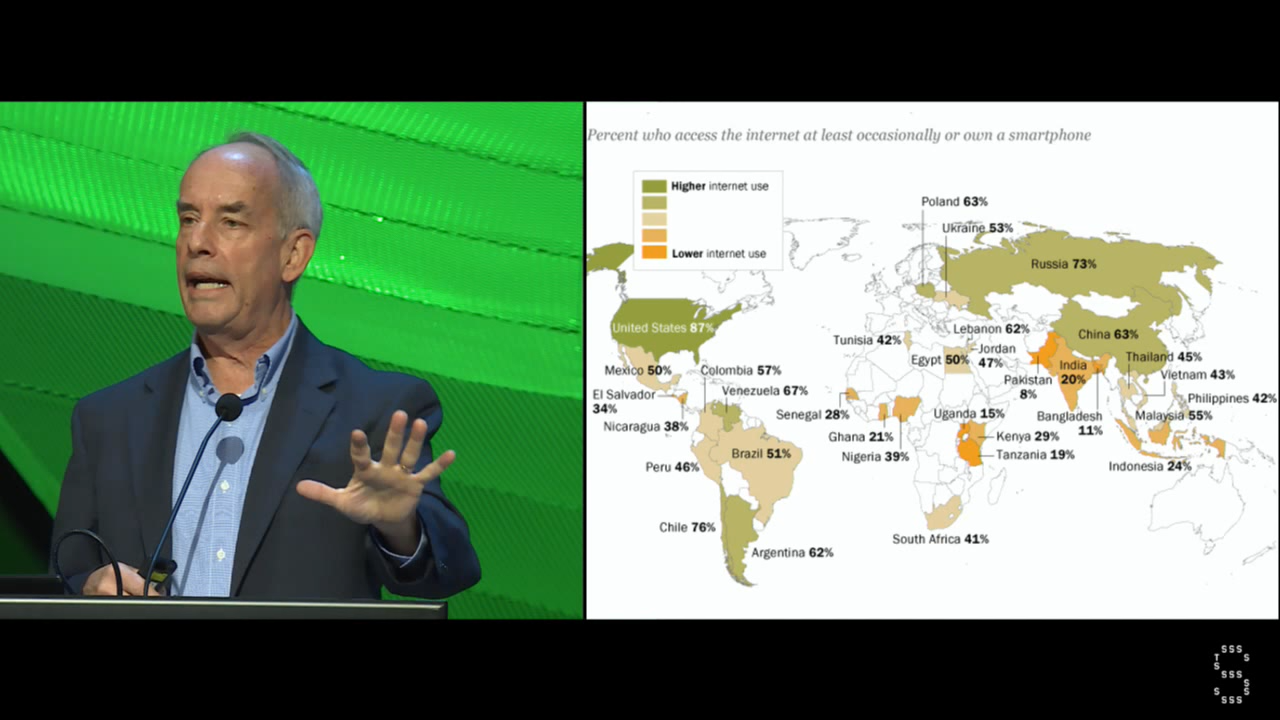 Percent who access the internet at least occasionally or own a smartphone
Higher internet use
Lower internet use
Poland 63%
Ukraine 53%
Russia 73%
United States 87%
Lebanon 62%
China 63%
Tunisia 42%
Egypt 50%
Jordan
47%
Thailand 45%
India
20%
Vietnam 43%
Mexico 50%
Colombia 57%
Pakistan
8%
El Salvador
34%
Venezuela 67%
Philippines 42%
Senegal 28%
Uganda 15%
Bangladesh
11%
Malaysia 55%
Nicaragua 38%
Ghana 21%
Kenya 29%
Brazil 51%
Nigeria 39%
Tanzania 19%
Peru 46%
Indonesia 24%
Chile 76%
South Africa 41%
Argentina 62%
SSS
T S
S
SSS
S
S S
SSS